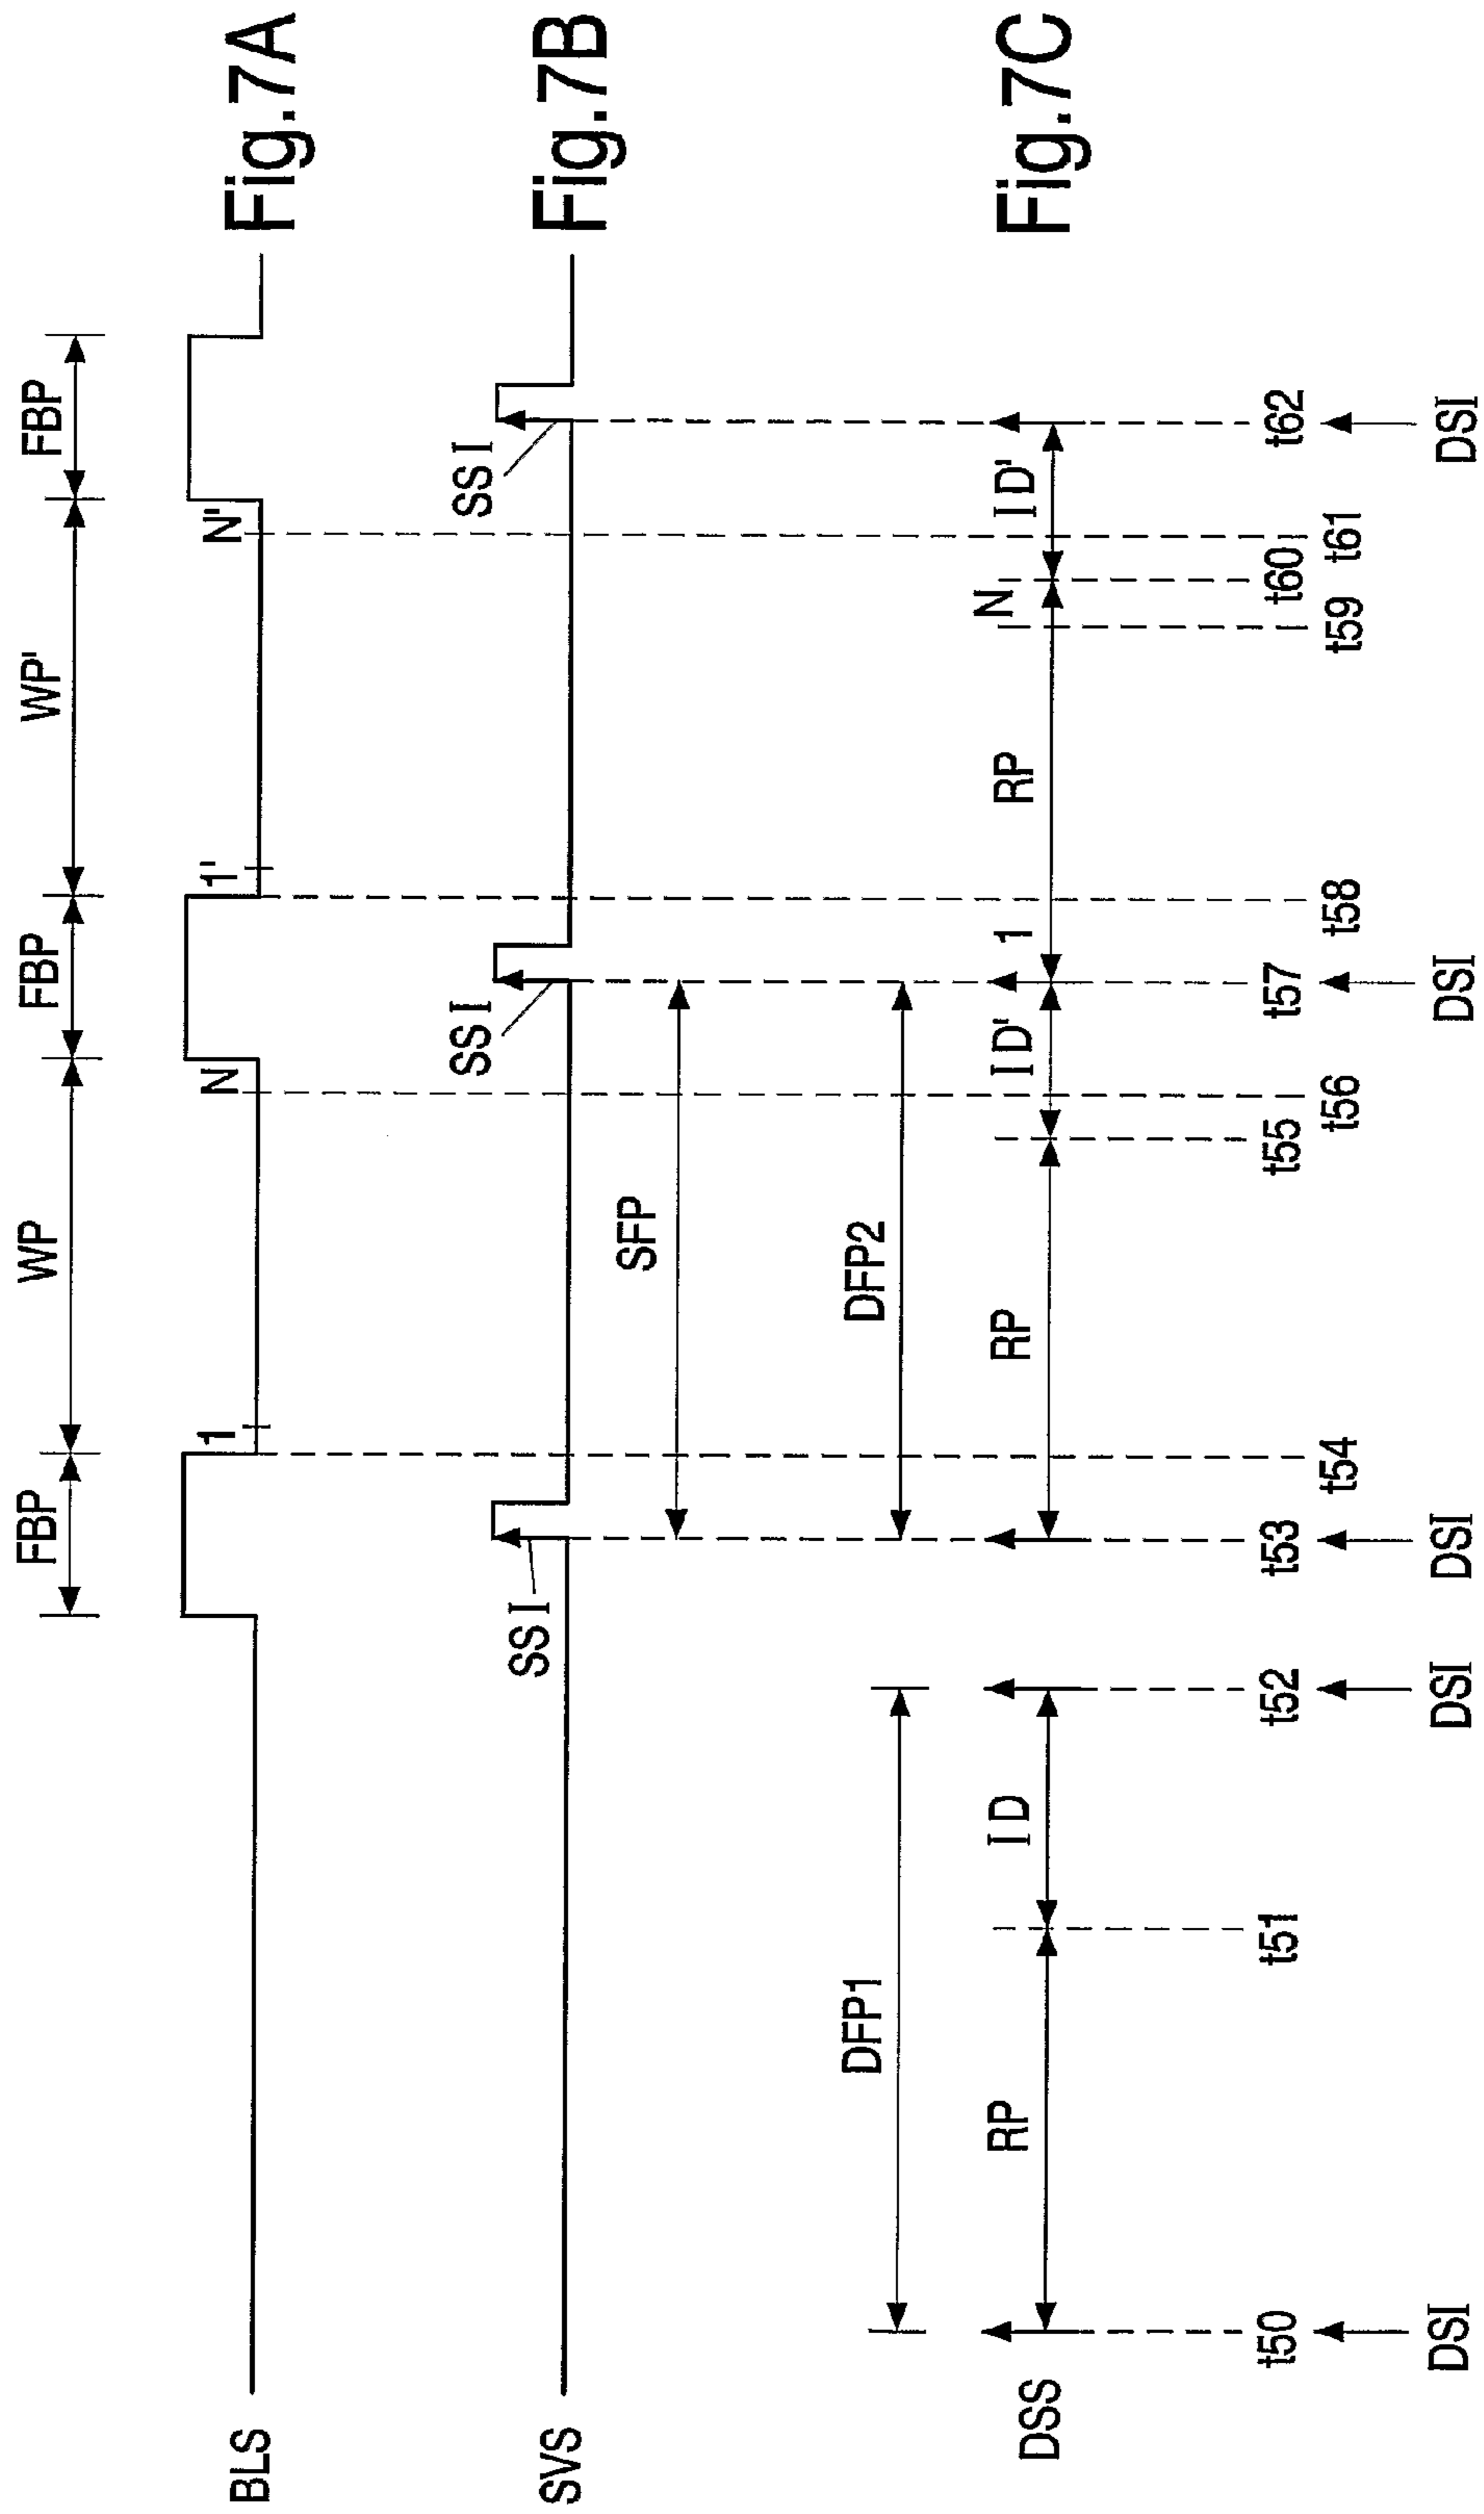 FBP WP FBP WP' FBP
BLS 1 N 1' N' Fig.7A
SVS SSI SSI SSI Fig.7B
SFP
DFP1 DFP2
DSS RP ID RP ID' 1 RP N ID' Fig.7C
t50 t51 t52 t53 t55 t57 t60 t62
t54 t56 t58 t59 t61
DSI DSI DSI DSI DSI